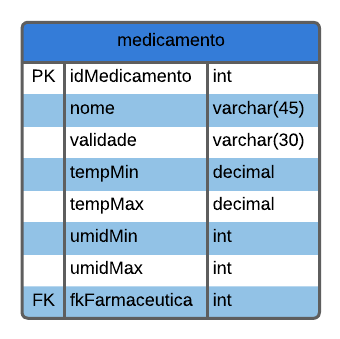 medicamento
PK idMedicamento int
nome varchar(45)
validade varchar(30)
tempMin decimal
tempMax decimal
umidMin int
umidMax int
FK fkFarmaceutica int